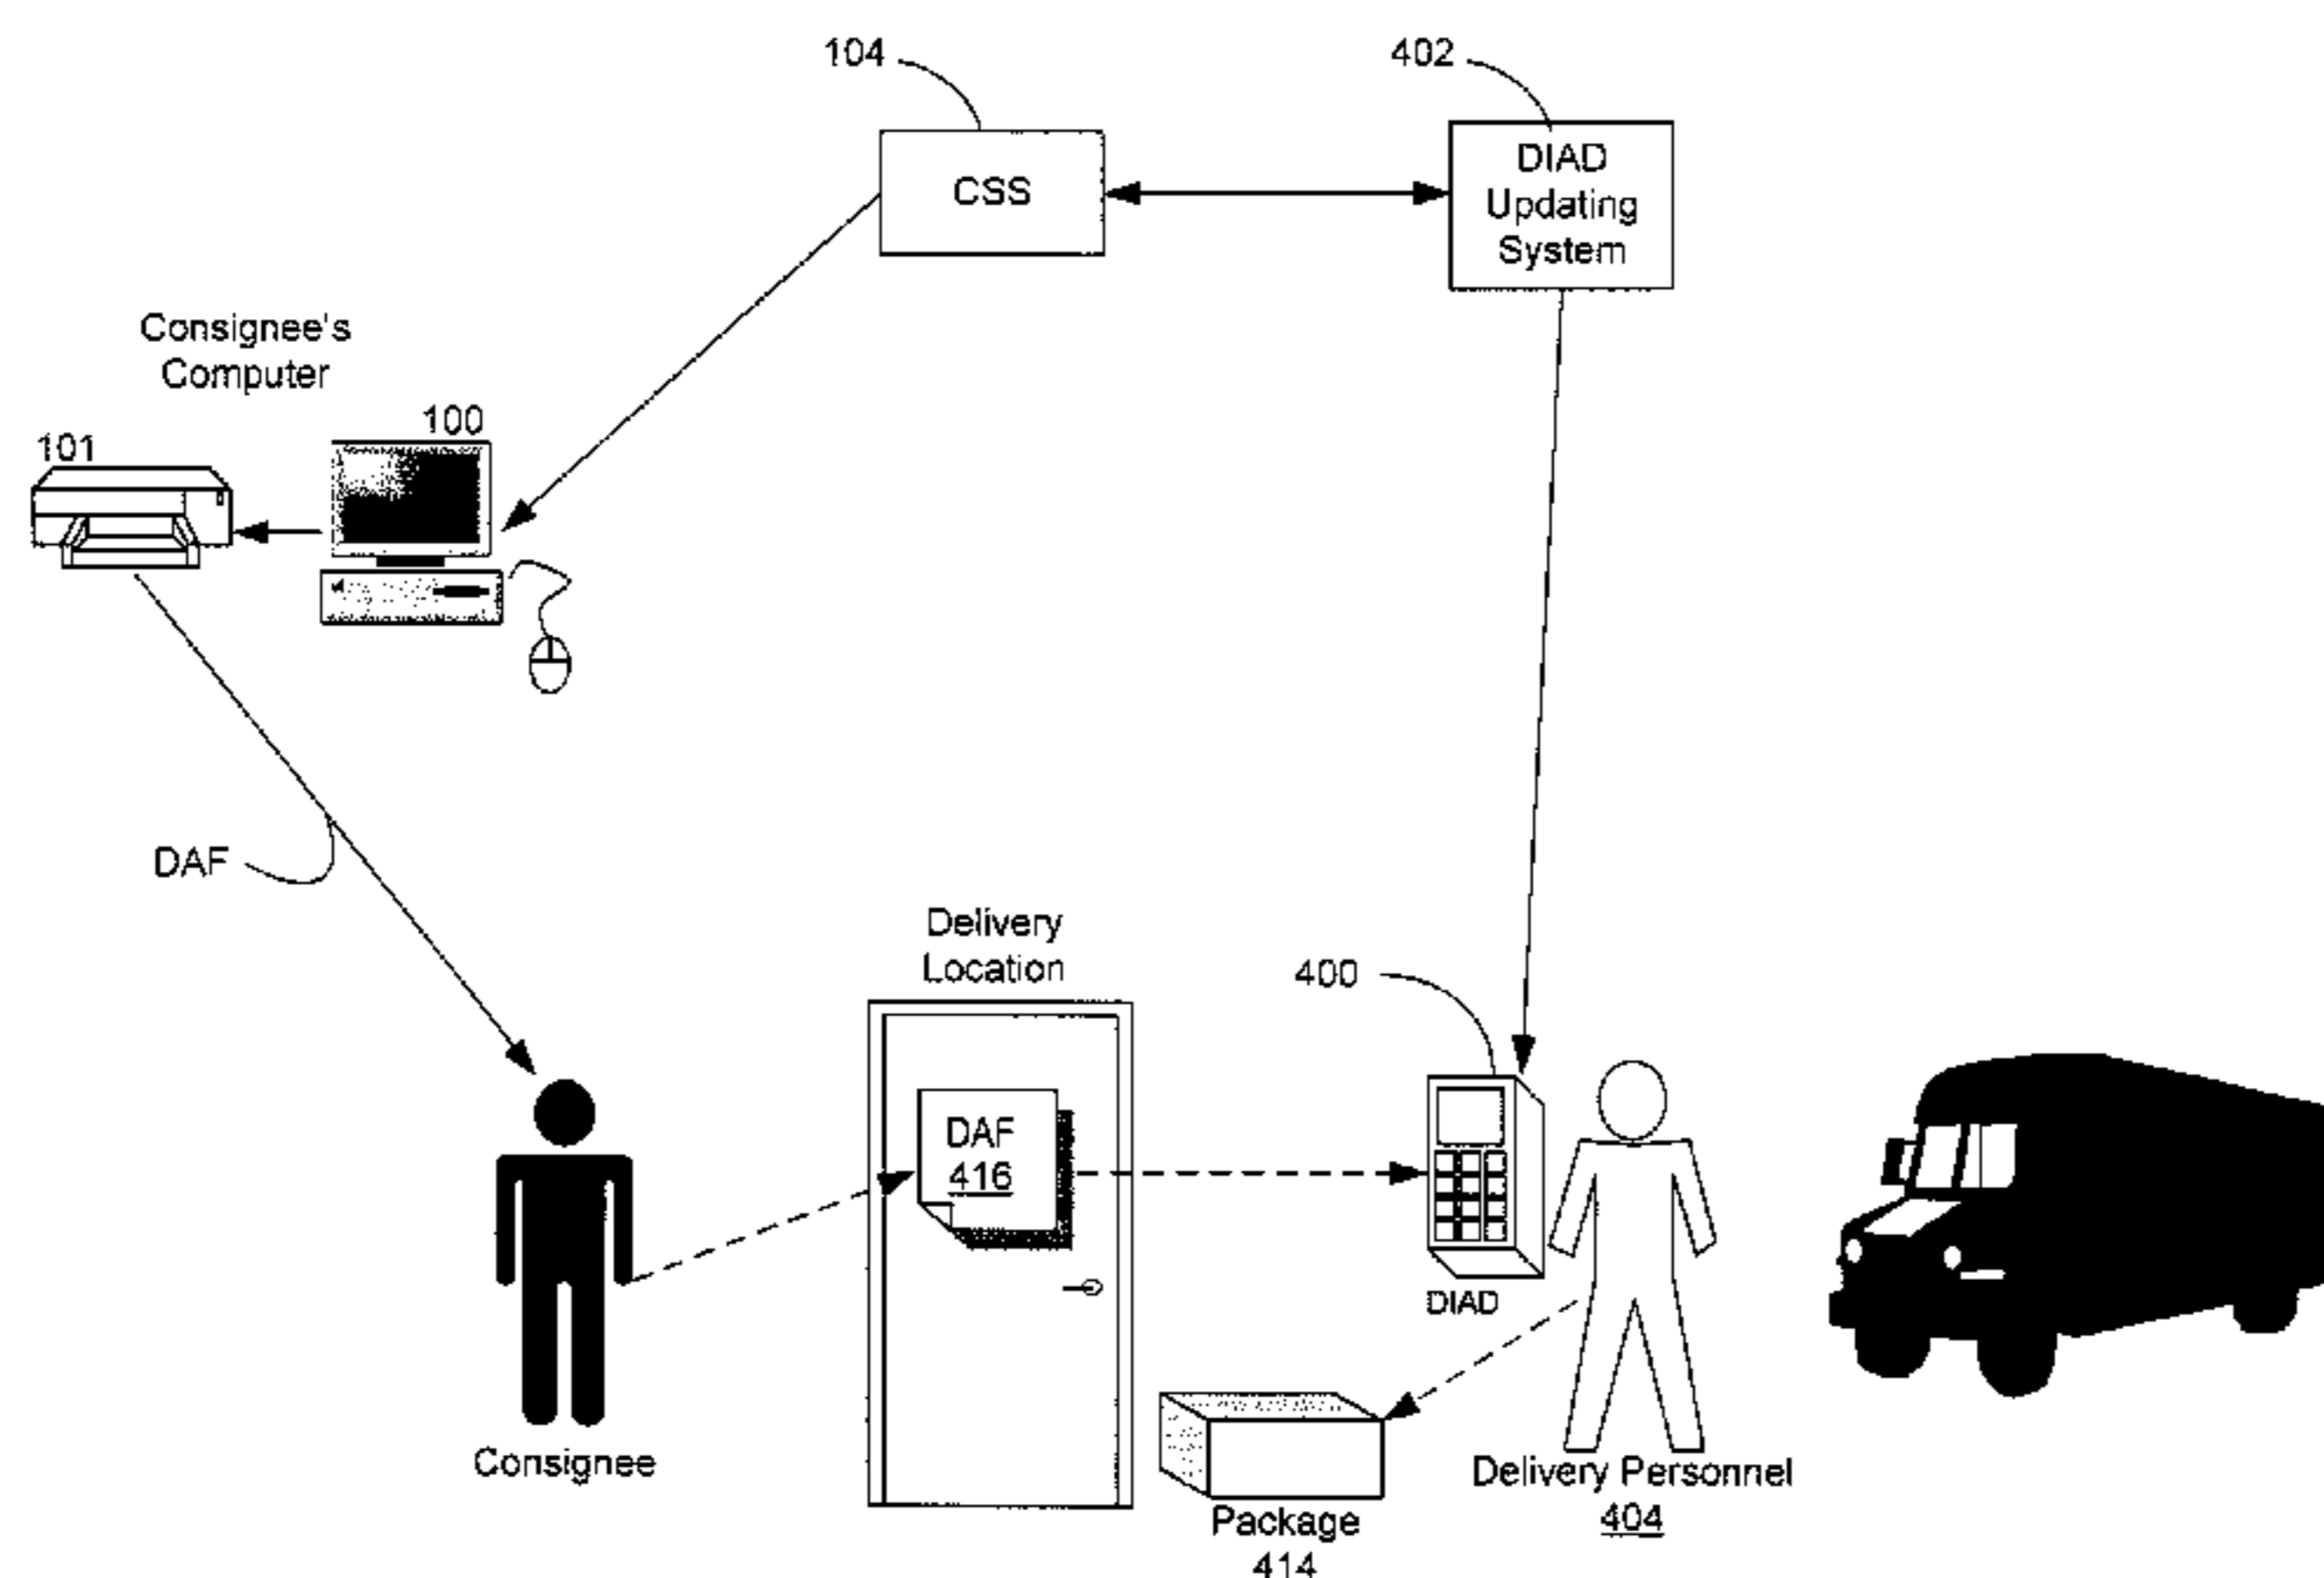 104
402
CSS
DIAD
Updating
System
Consignee's
Computer
100
101
DAF
Delivery
Location
400
DAF
416
DIAD
Consignee
Delivery Personnel
404
Package
414